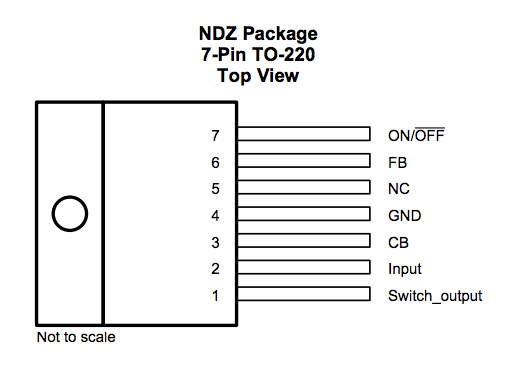 NDZ Package
7-Pin TO-220
Top View
7 ON/OFF
6 FB
5 NC
4 GND
3 CB
2 Input
1 Switch_output
Not to scale